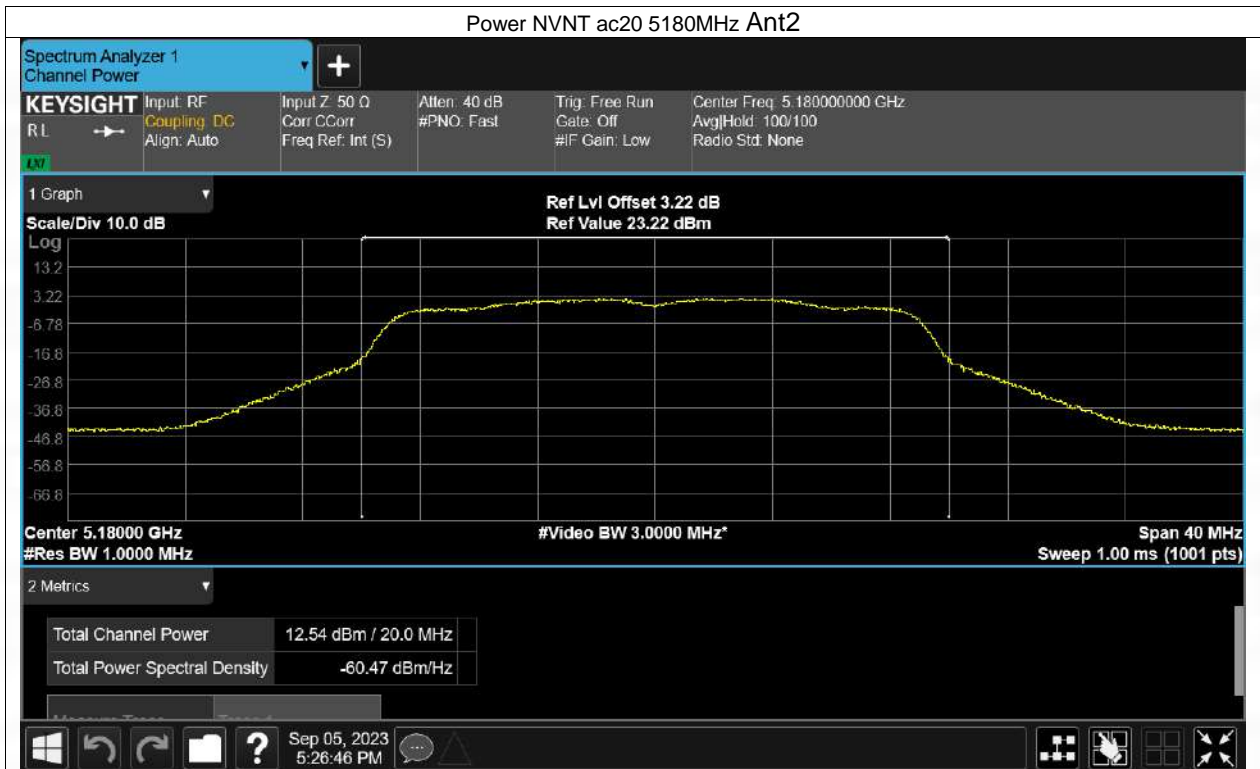 Power NVNT ac20 5180MHz Ant2
Spectrum Analyzer 1
Channel Power
+
KEYSIGHT
RL
LXI
Input: RF
Coupling: DC
Align: Auto
Input Z: 50 Ω
Corr CCorr
Freq Ref: Int (S)
Atten: 40 dB
#PNO: Fast
Trig: Free Run
Gate: Off
#IF Gain: Low
Center Freq: 5.180000000 GHz
Avg|Hold: 100/100
Radio Std: None
1 Graph
Scale/Div 10.0 dB
Ref Lvl Offset 3.22 dB
Ref Value 23.22 dBm
Log
13.2
3.22
-6.78
-16.8
-26.8
-36.8
-46.8
-56.8
-66.8
Center 5.18000 GHz
#Res BW 1.0000 MHz
#Video BW 3.0000 MHz*
Span 40 MHz
Sweep 1.00 ms (1001 pts)
2 Metrics
Total Channel Power 12.54 dBm / 20.0 MHz
Total Power Spectral Density -60.47 dBm/Hz
?
Sep 05, 2023
5:26:46 PM